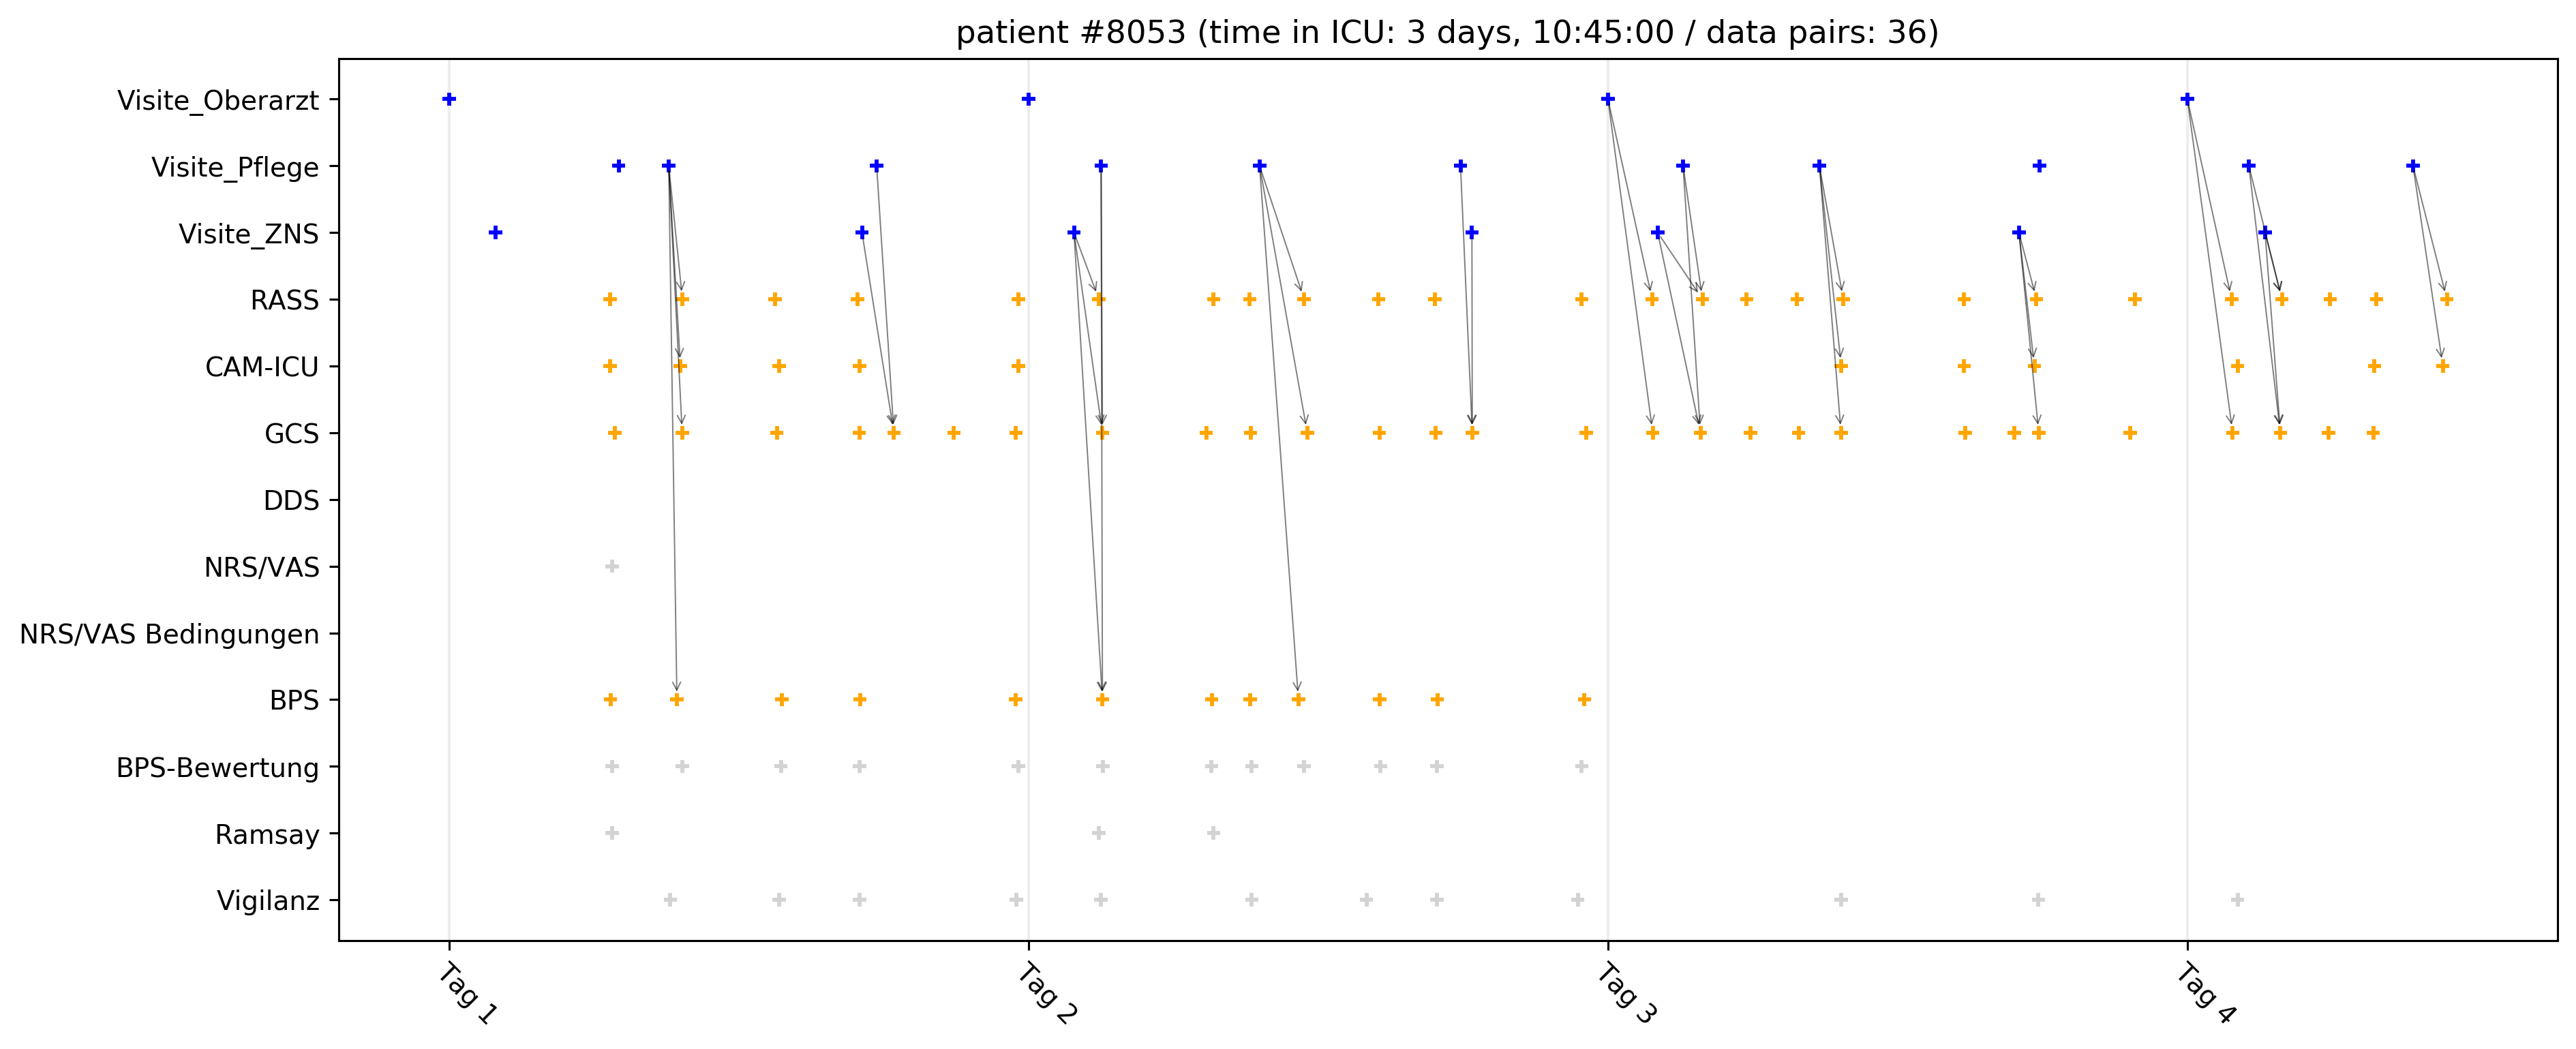 patient #8053 (time in ICU: 3 days, 10:45:00 / data pairs: 36)
Visite_Oberarzt
Visite_Pflege
Visite_ZNS
RASS
CAM-ICU
GCS
DDS
NRS/VAS
NRS/VAS Bedingungen
BPS
BPS-Bewertung
Ramsay
Vigilanz
Tag 1
Tag 2
Tag 3
Tag 4